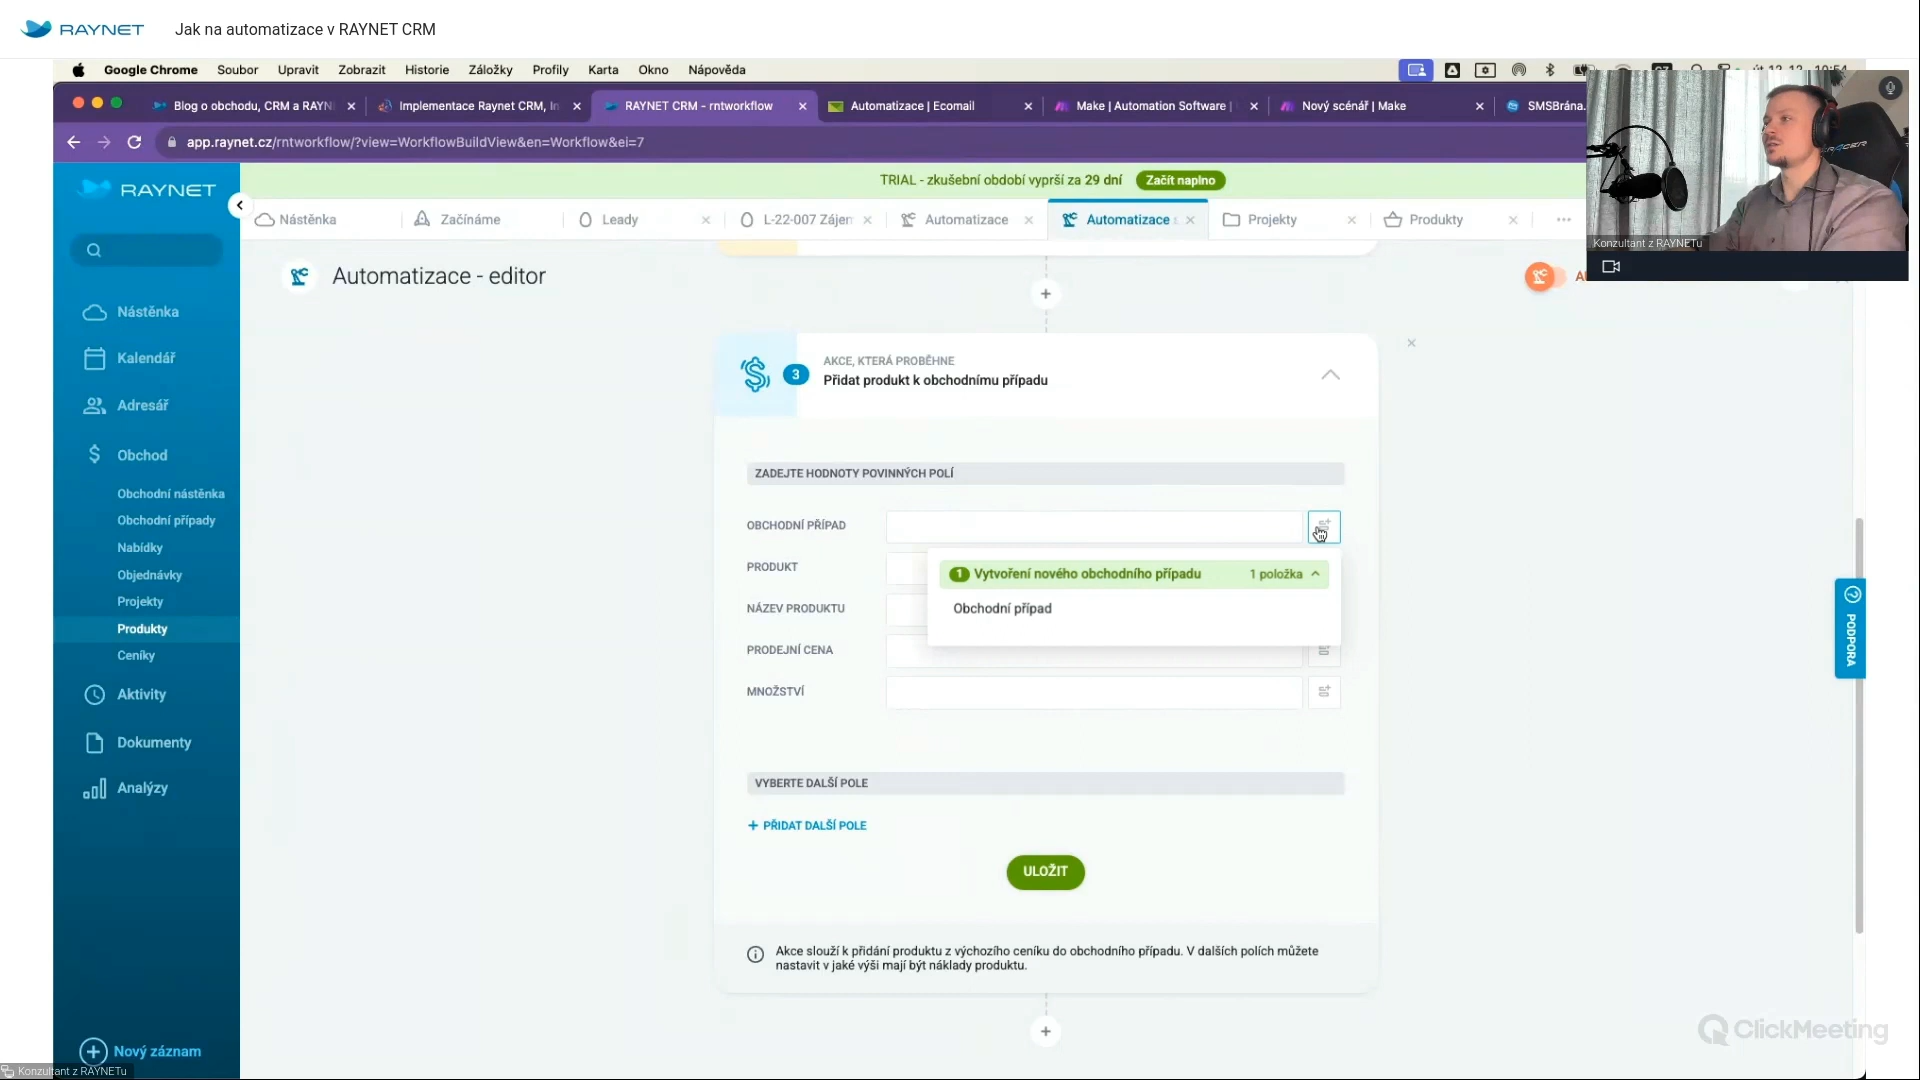 RAYNET
Jak na automatizace v RAYNET CRM
Google Chrome Soubor Upravit Zobrazit Historie Záložky Profily Karta Okno Nápověda
Blog o obchodu, CRM a RAYN
Implementace Raynet CRM, In
RAYNET CRM - rntworkflow
Automatizace | Ecomail
Make | Automation Software |
Nový scénář | Make
SMSBrána.
app.raynet.cz/rntworkflow/?view=WorkflowBuildView&en=Workflow&ei=7
RAYNET
TRIAL - zkušební období vyprší za 29 dní
Začít naplno
Nástěnka
Začínáme
Leady
L-22-007 Zájem
Automatizace
Automatizace
Projekty
Produkty
Konzultant z RAYNETu
Automatizace - editor
Nástěnka
Kalendář
Adresář
Obchod
Obchodní nástěnka
Obchodní případy
Nabídky
Objednávky
Projekty
Produkty
Ceníky
Aktivity
Dokumenty
Analýzy
Nový záznam
3
AKCE, KTERÁ PROBĚHNE
Přidat produkt k obchodnímu případu
ZADEJTE HODNOTY POVINNÝCH POLÍ
OBCHODNÍ PŘÍPAD
PRODUKT
1 Vytvoření nového obchodního případu 1 položka
Obchodní případ
NÁZEV PRODUKTU
PRODEJNÍ CENA
MNOŽSTVÍ
VYBERTE DALŠÍ POLE
+ PŘIDAT DALŠÍ POLE
ULOŽIT
Akce slouží k přidání produktu z výchozího ceníku do obchodního případu. V dalších polích můžete
nastavit v jaké výši mají být náklady produktu.
PODPORA
ClickMeeting
Konzultant z RAYNETu